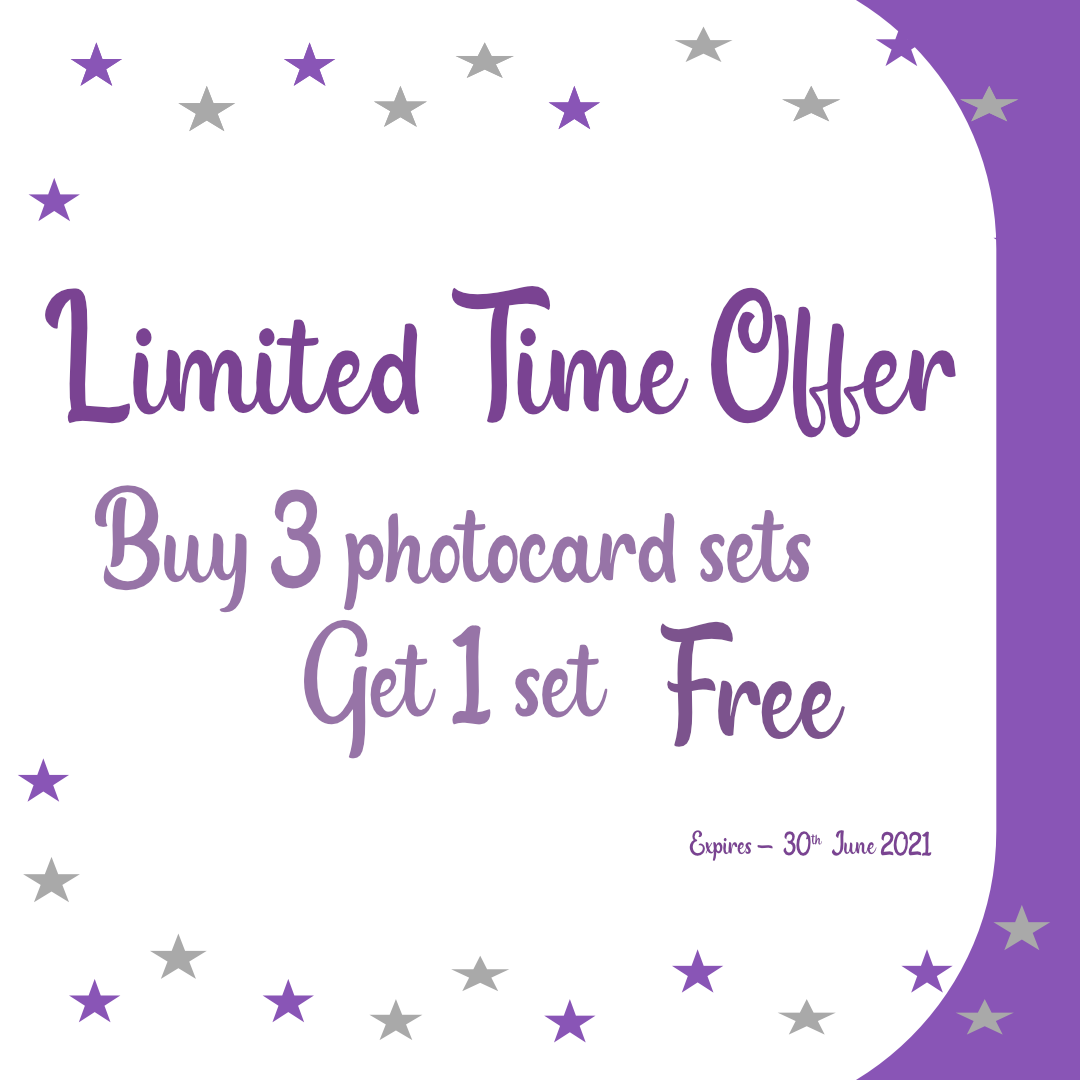 Limited Time Offer
Buy 3 photocard sets
Get 1 set Free
Expires – 30th June 2021